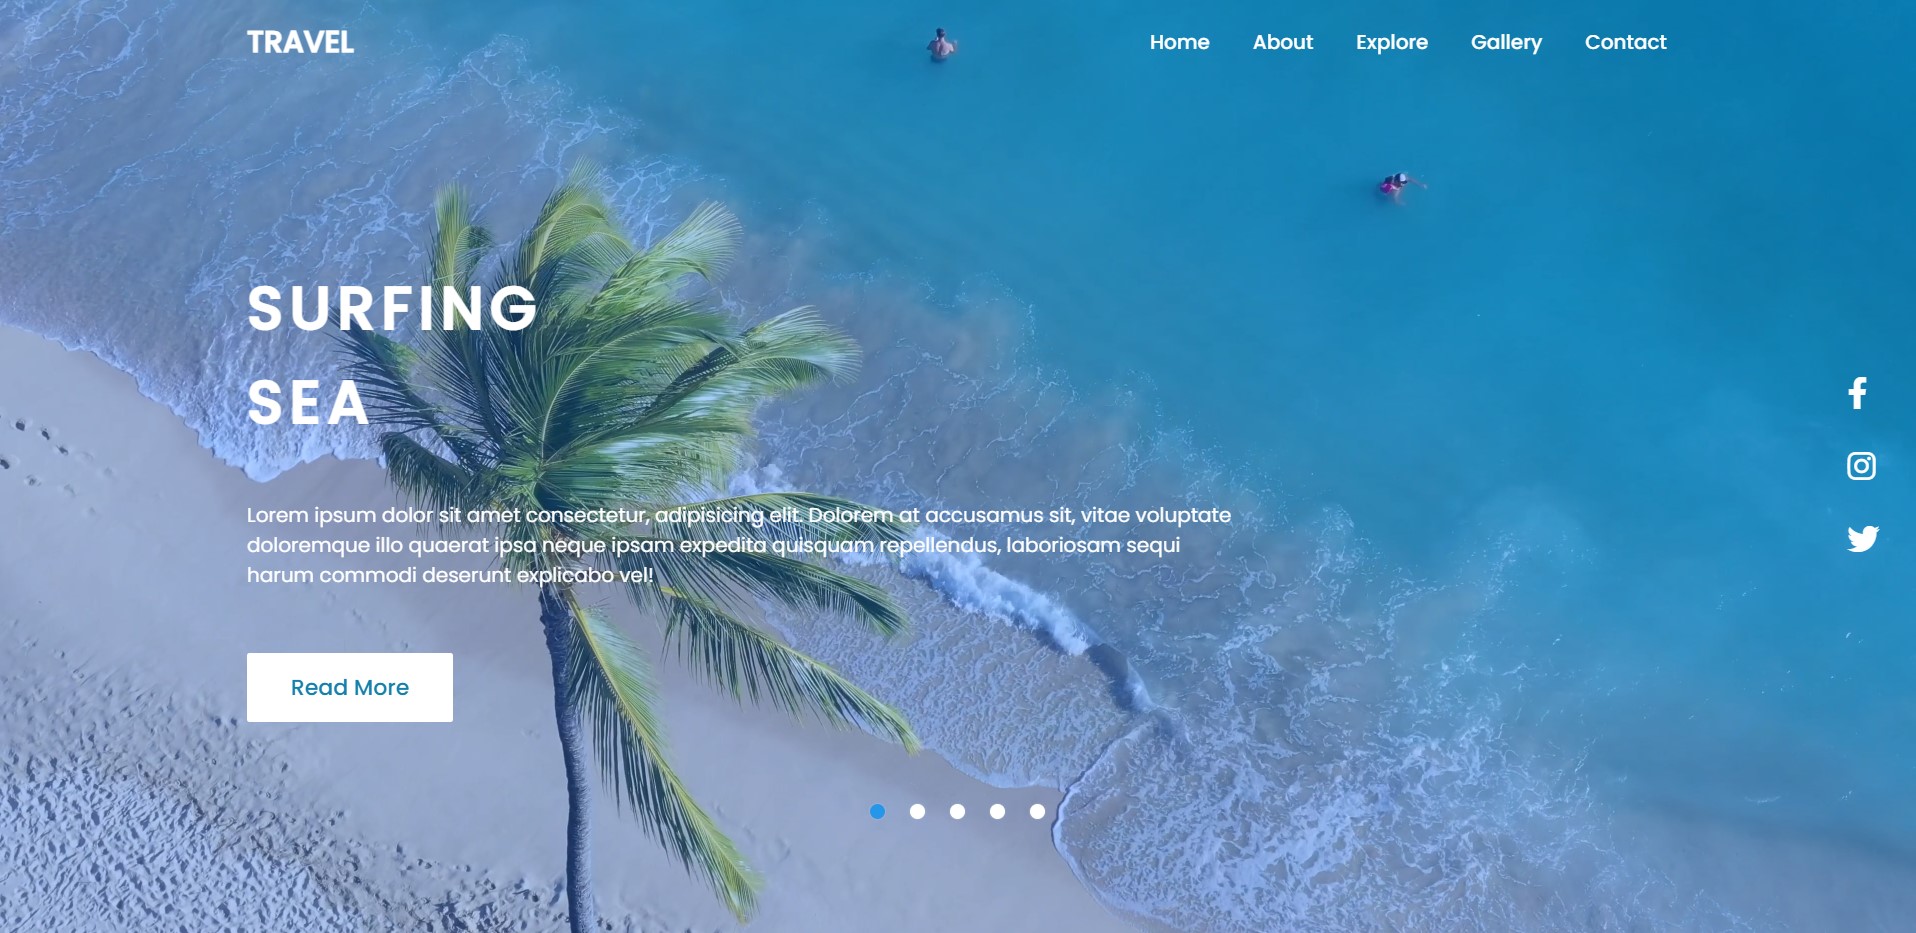 TRAVEL
Home About Explore Gallery Contact
SURFING
SEA
Lorem ipsum dolor sit amet consectetur, adipisicing elit. Dolorem at accusamus sit, vitae voluptate
doloremque illo quaerat ipsa neque ipsam expedita quisquam repellendus, laboriosam sequi
harum commodi deserunt explicabo vel!
Read More